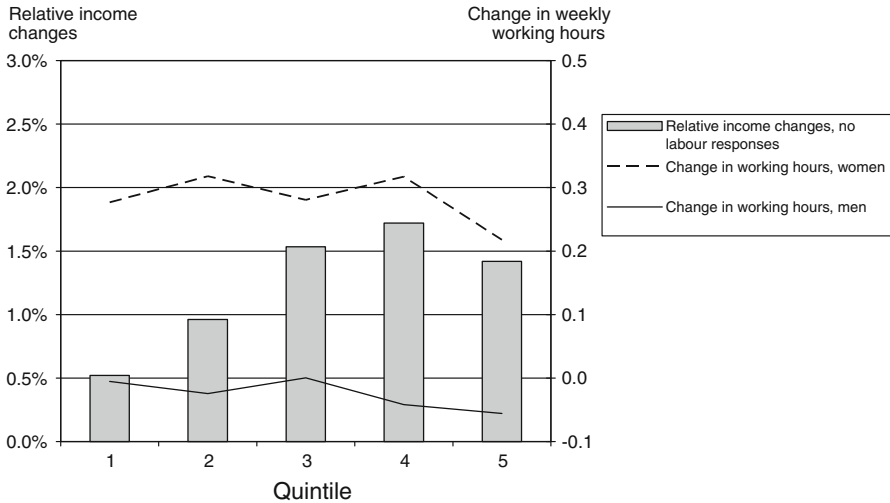 Relative income
changes
Change in weekly
working hours
3.0%
2.5%
2.0%
1.5%
1.0%
0.5%
0.0%
0.5
0.4
0.3
0.2
0.1
0.0
-0.1
1 2 3 4 5
Quintile
Relative income changes, no
labour responses
Change in working hours, women
Change in working hours, men